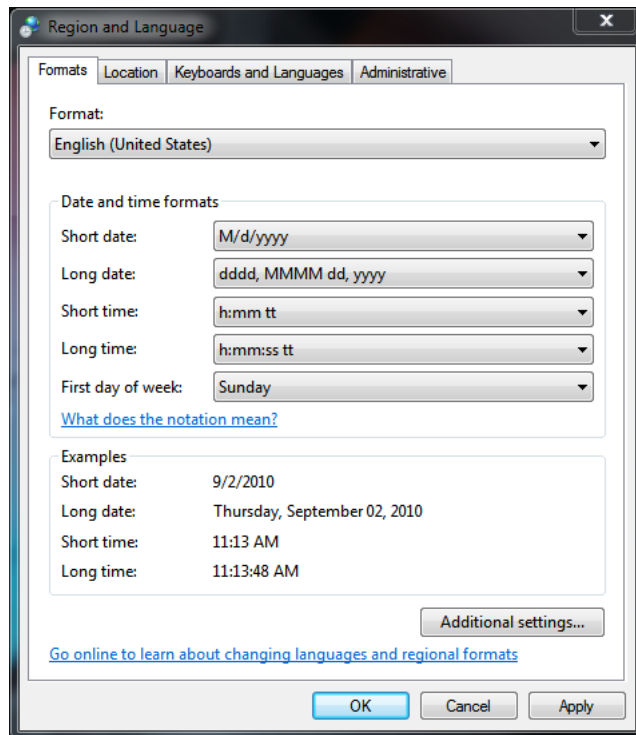 Region and Language
Formats Location Keyboards and Languages Administrative
Format:
English (United States)
Date and time formats
Short date: M/d/yyyy
Long date: dddd, MMMM dd, yyyy
Short time: h:mm tt
Long time: h:mm:ss tt
First day of week: Sunday
What does the notation mean?
Examples
Short date: 9/2/2010
Long date: Thursday, September 02, 2010
Short time: 11:13 AM
Long time: 11:13:48 AM
Additional settings...
Go online to learn about changing languages and regional formats
OK Cancel Apply